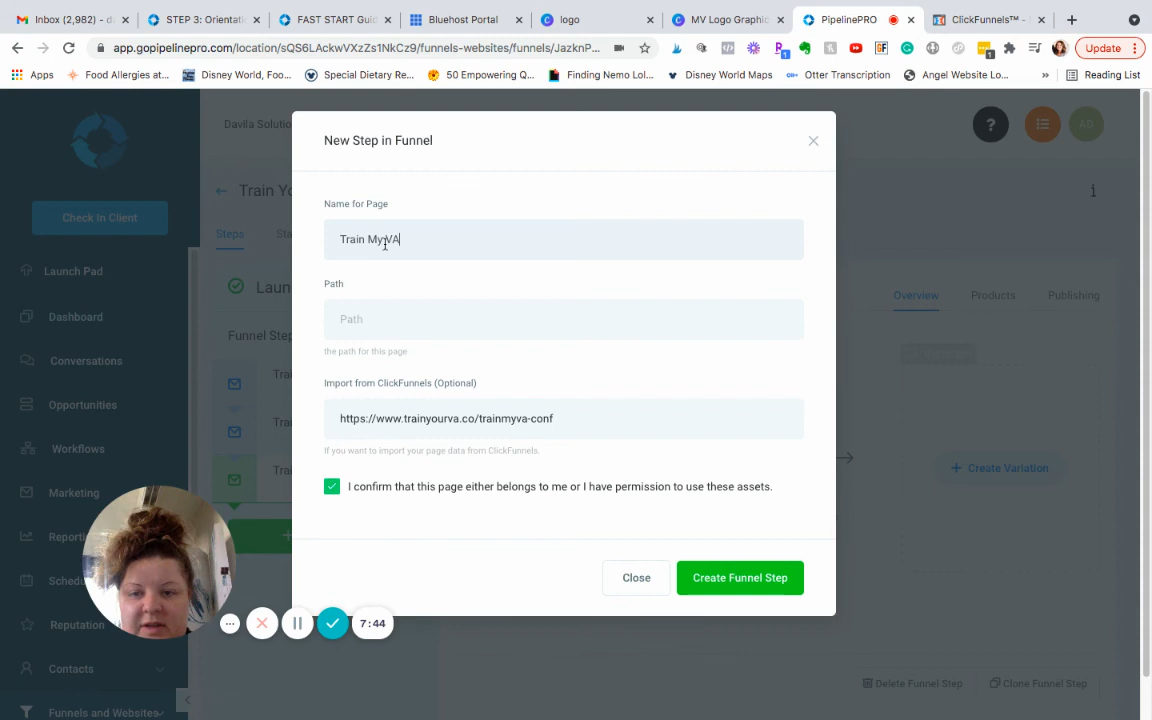 Inbox (2,982) - d
STEP 3: Orientati
FAST START Guid
Bluehost Portal
logo
MV Logo Graphic
PipelinePRO
ClickFunnels™ -
app.gopipelinepro.com/location/sQS6LAckwVXzZs1NkCz9/funnels-websites/funnels/JazknP...
Update
Apps
Food Allergies at...
Disney World, Foo...
Special Dietary Re...
50 Empowering Q...
Finding Nemo Lol...
Disney World Maps
Otter Transcription
Angel Website Lo...
»
Reading List
Davila Solutio
?
AD
Check In Client
Train Yo
i
Steps
Sta
Launch Pad
Dashboard
Conversations
Opportunities
Workflows
Marketing
Reporti
Schedu
Reputation
Contacts
Funnels and Websites
Laun
Funnel Step
Trai
Trai
Trai
+
New Step in Funnel
Name for Page
Train My VA
Path
Path
the path for this page
Import from ClickFunnels (Optional)
https://www.trainyourva.co/trainmyva-conf
If you want to import your page data from ClickFunnels.
I confirm that this page either belongs to me or I have permission to use these assets.
Close
Create Funnel Step
7:44
Overview
Products
Publishing
+ Create Variation
Delete Funnel Step
Clone Funnel Step